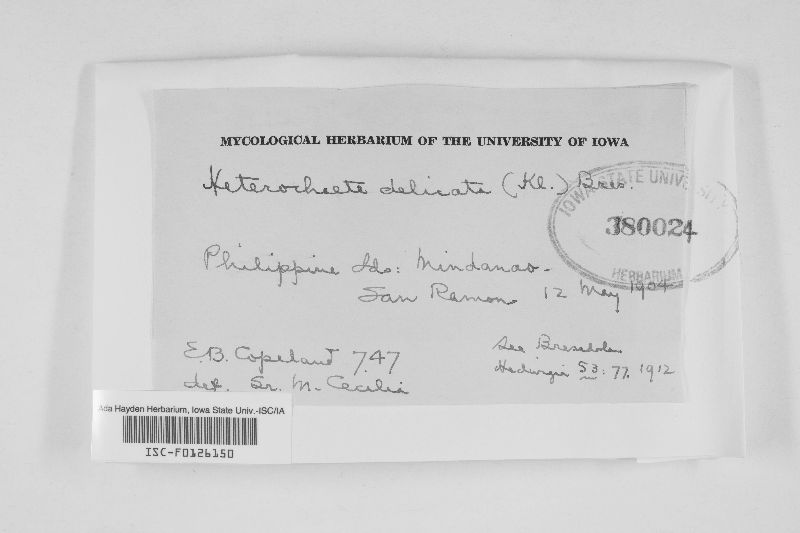 MYCOLOGICAL HERBARIUM OF THE UNIVERSITY OF IOWA
Heterochaete delicata (Kl.) Bres.
IOWA STATE UNIVERSITY
380024
HERBARIUM
Philippine Ids: Mindanao.
San Ramon 12 May 1904
E.B. Copeland 747
det. Sr. M. Cecilia
See Bresadola
Hedwigia 53: 77. 1912
Ada Hayden Herbarium, Iowa State Univ.-ISC/IA
ISC-F0126150